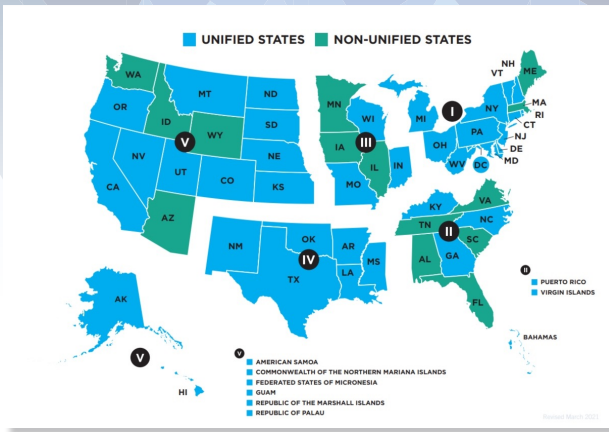 UNIFIED STATES NON-UNIFIED STATES
WA
OR
ID
MT
WY
ND
SD
NE
KS
NV
UT
CO
CA
AZ
V
MN
WI
IA
IL
MO
IN
III
MI
I
OH
WV
PA
NY
VT
NH
ME
MA
RI
CT
NJ
DE
MD
DC
NM
OK
TX
AR
LA
MS
IV
KY
TN
VA
NC
SC
AL
GA
FL
II
AK
HI
V
II
PUERTO RICO
VIRGIN ISLANDS
BAHAMAS
V
AMERICAN SAMOA
COMMONWEALTH OF THE NORTHERN MARIANA ISLANDS
FEDERATED STATES OF MICRONESIA
GUAM
REPUBLIC OF THE MARSHALL ISLANDS
REPUBLIC OF PALAU
Revised March 2021